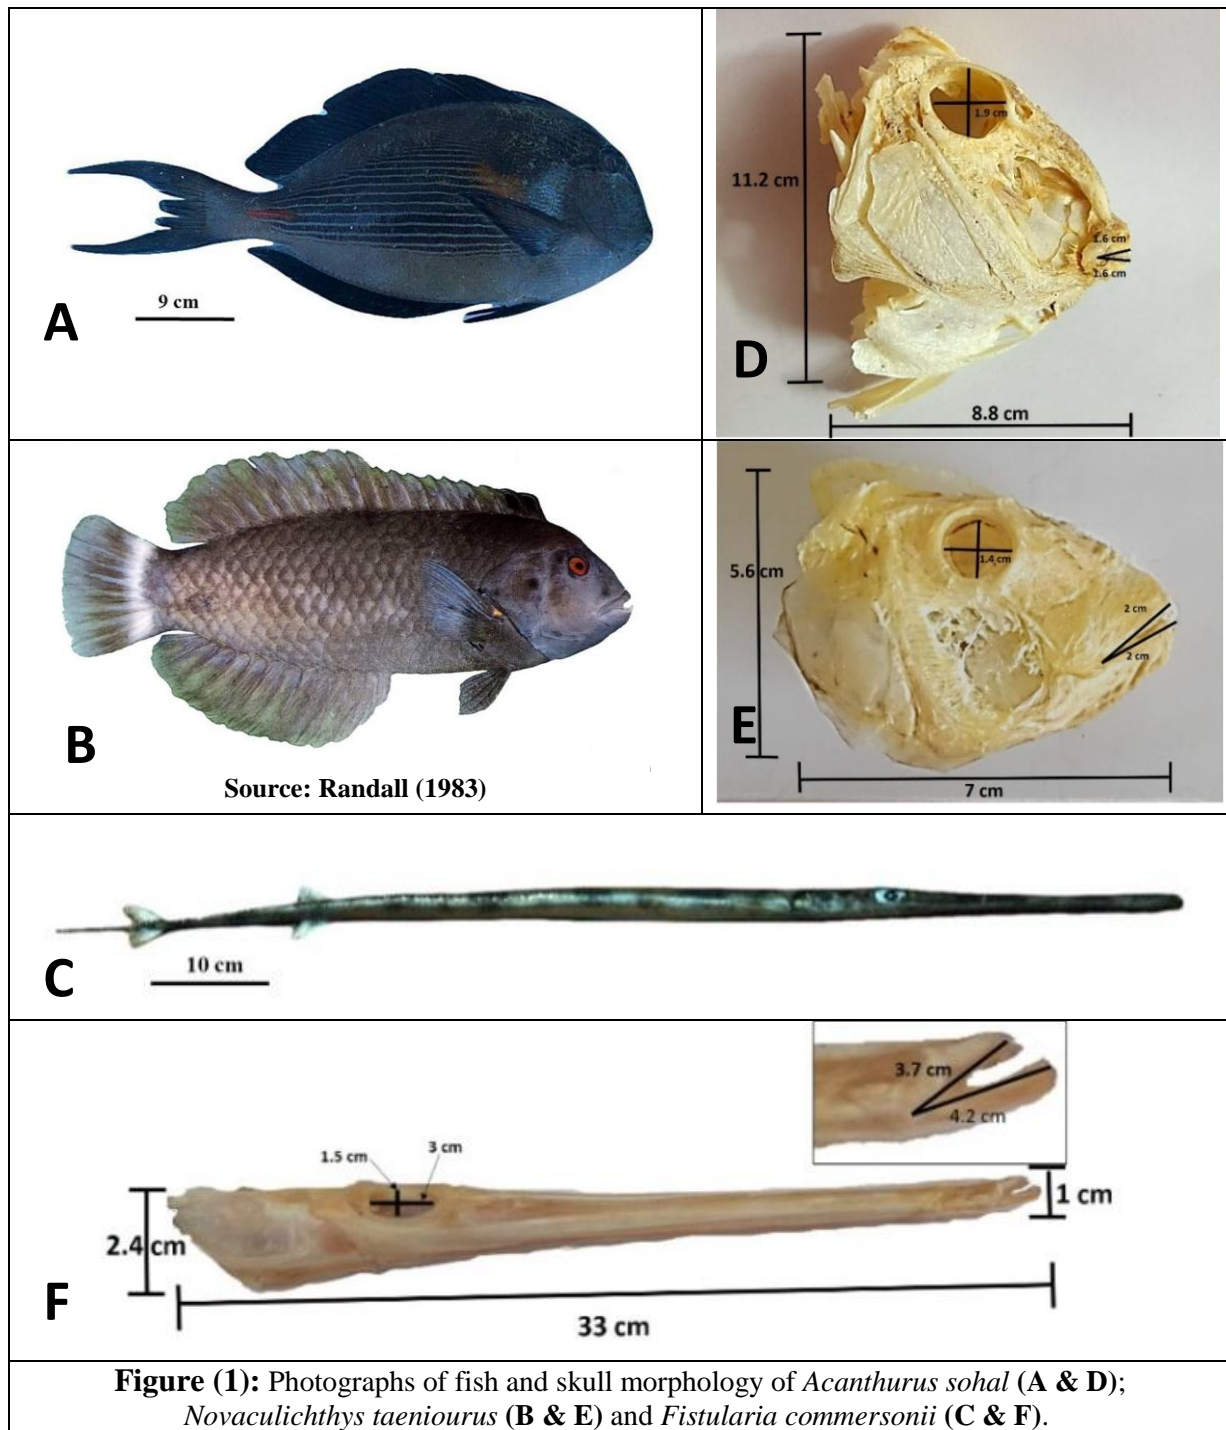 A
9 cm
D
11.2 cm
1.9 cm
1.6 cm
1.6 cm
8.8 cm
B
Source: Randall (1983)
E
5.6 cm
1.4 cm
2 cm
2 cm
7 cm
C
10 cm
F
3.7 cm
4.2 cm
1.5 cm
3 cm
2.4 cm
1 cm
33 cm
Figure (1): Photographs of fish and skull morphology of Acanthurus sohal (A & D);
Novaculichthys taeniourus (B & E) and Fistularia commersonii (C & F).